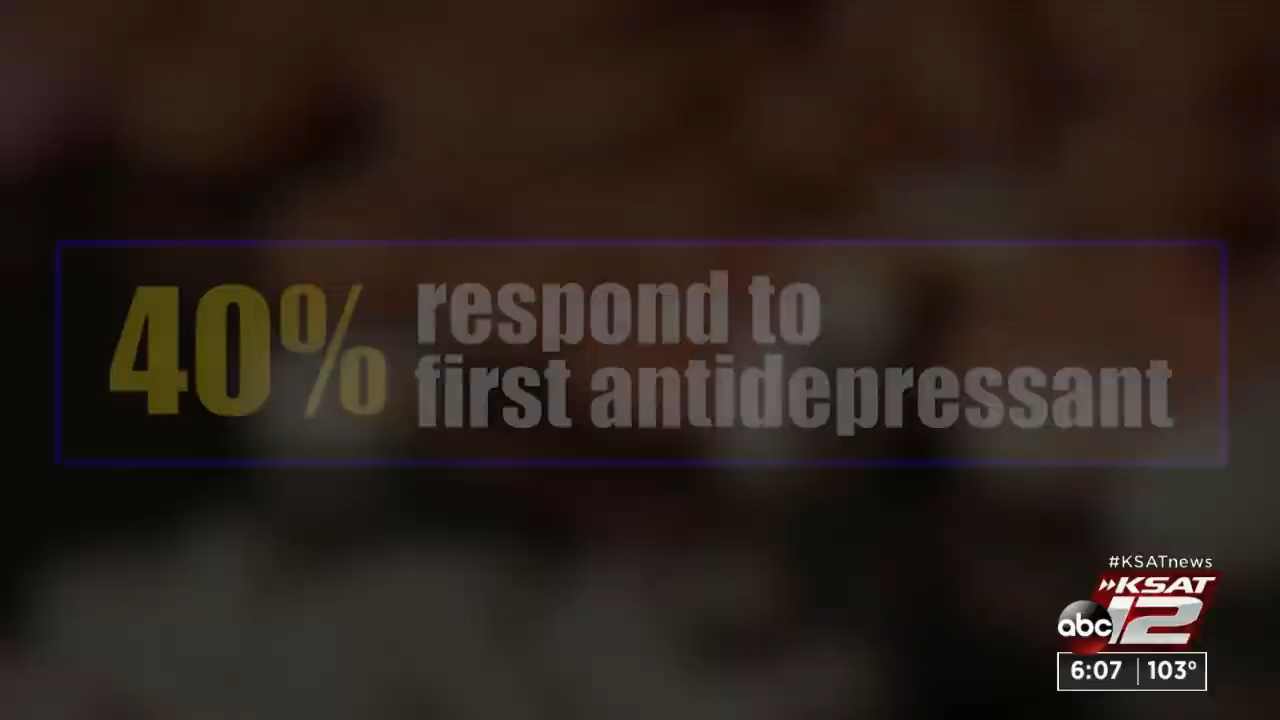 40% respond to
first antidepressant
#KSATnews
KSAT
abc 12
6:07 103°